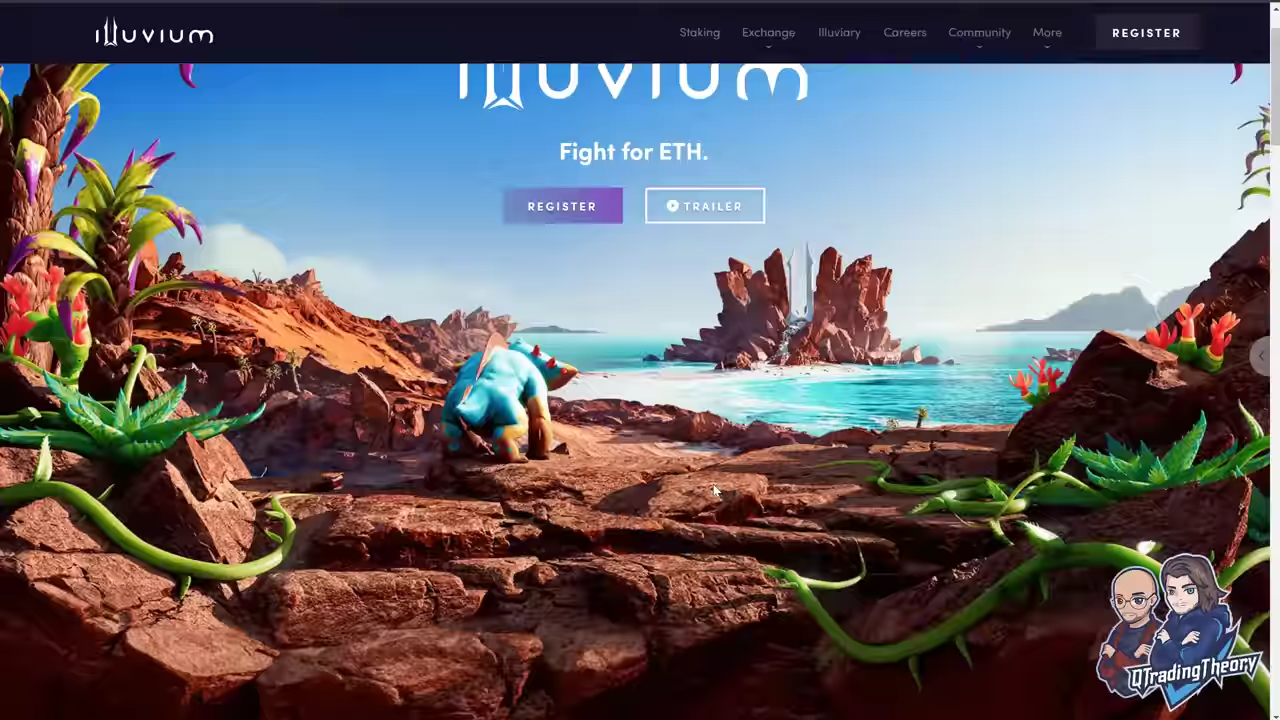 illuvium
Staking Exchange Illuviary Careers Community More REGISTER
illuvium
Fight for ETH.
REGISTER TRAILER
QTradingTheory